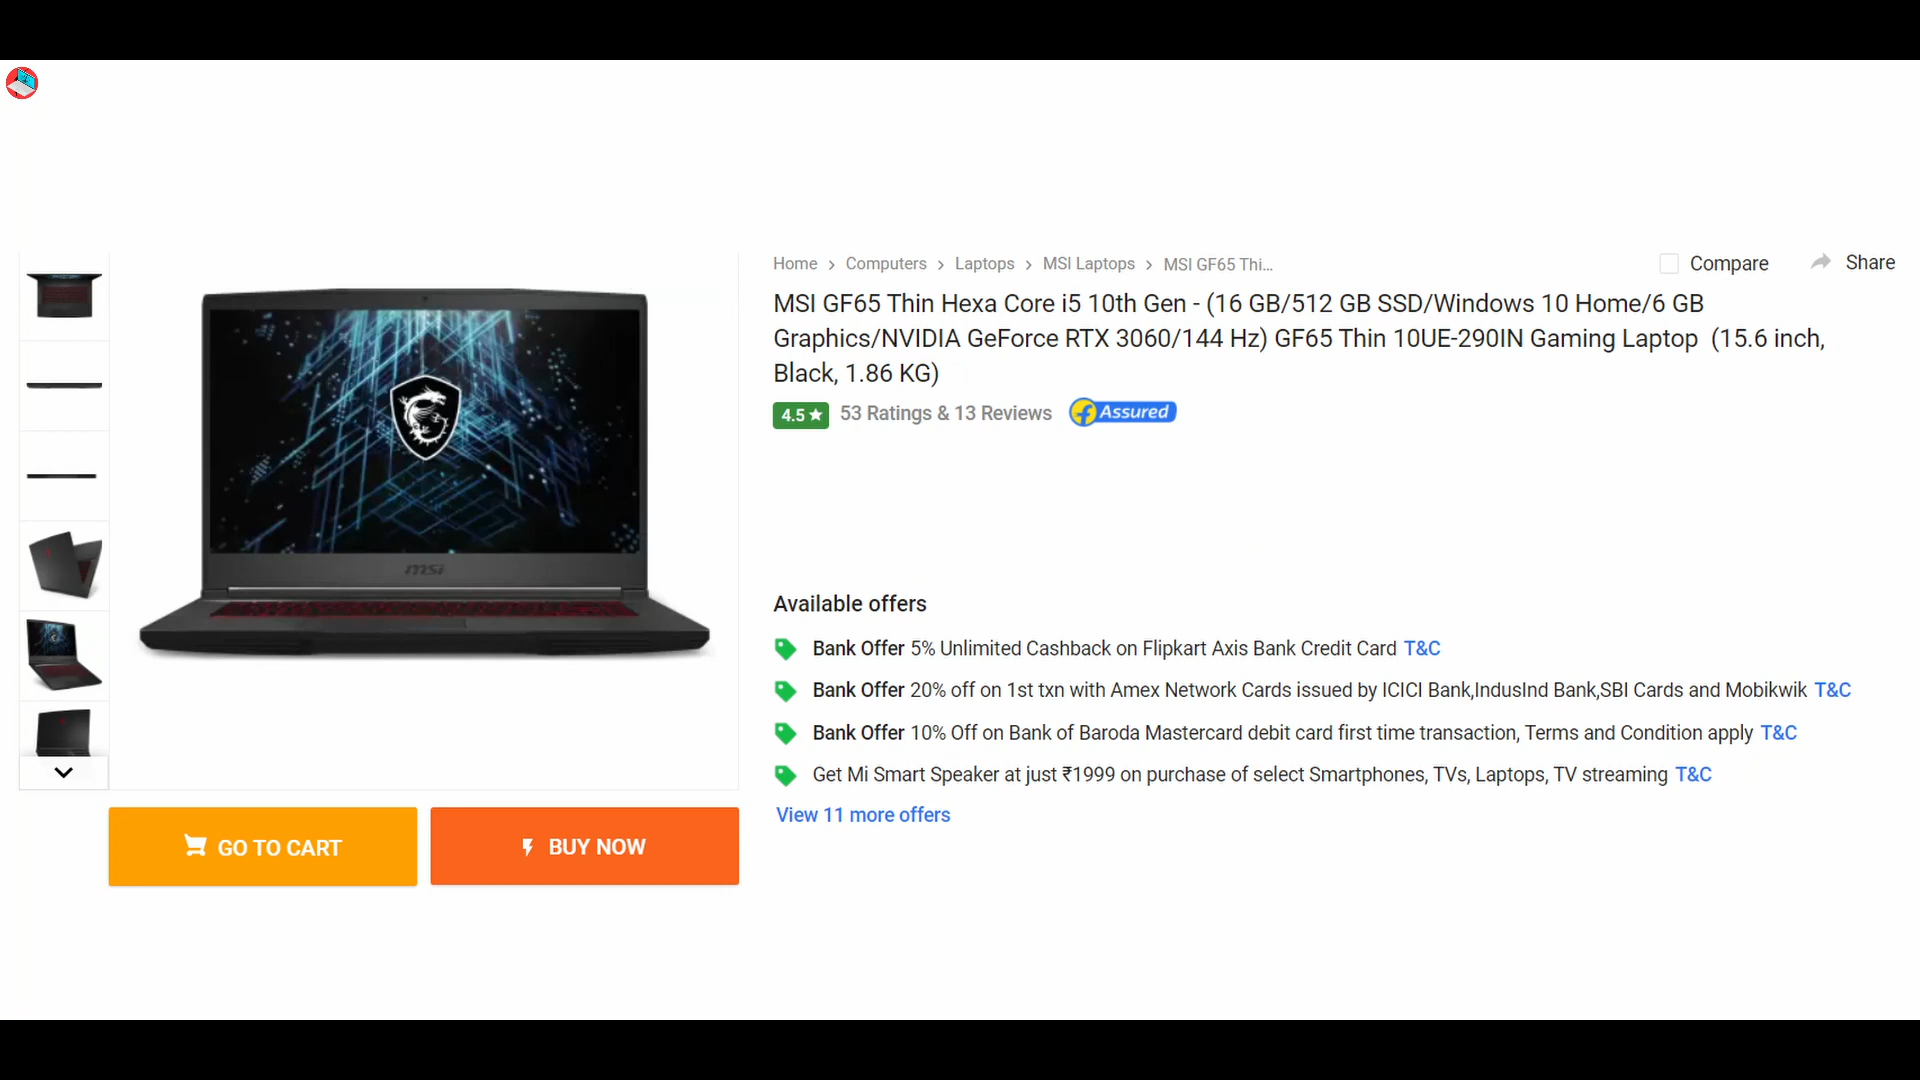 Home > Computers > Laptops > MSI Laptops > MSI GF65 Thi...
Compare
Share
MSI GF65 Thin Hexa Core i5 10th Gen - (16 GB/512 GB SSD/Windows 10 Home/6 GB
Graphics/NVIDIA GeForce RTX 3060/144 Hz) GF65 Thin 10UE-290IN Gaming Laptop (15.6 inch,
Black, 1.86 KG)
4.5★ 53 Ratings & 13 Reviews Assured
msi
Available offers
Bank Offer 5% Unlimited Cashback on Flipkart Axis Bank Credit Card T&C
Bank Offer 20% off on 1st txn with Amex Network Cards issued by ICICI Bank,IndusInd Bank,SBI Cards and Mobikwik T&C
Bank Offer 10% Off on Bank of Baroda Mastercard debit card first time transaction, Terms and Condition apply T&C
Get Mi Smart Speaker at just ₹1999 on purchase of select Smartphones, TVs, Laptops, TV streaming T&C
View 11 more offers
GO TO CART
BUY NOW